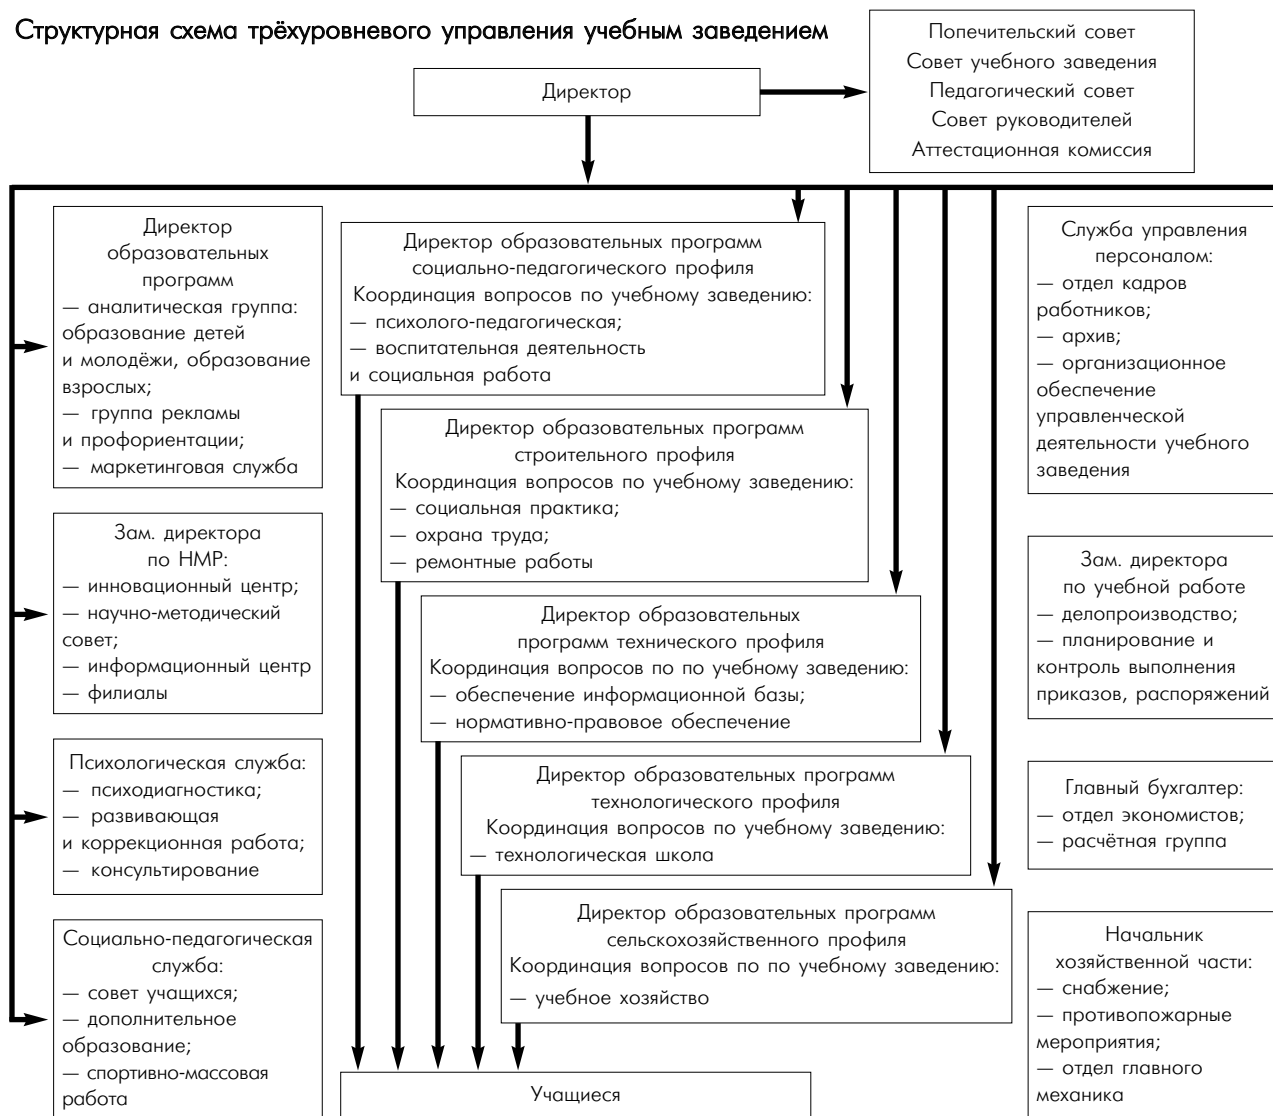 Структурная схема трёхуровневого управления учебным заведением
Попечительский совет
Совет учебного заведения
Педагогический совет
Совет руководителей
Аттестационная комиссия
Директор
Директор
образовательных
программ
— аналитическая группа:
образование детей
и молодёжи, образование
взрослых;
— группа рекламы
и профориентации;
— маркетинговая служба
Зам. директора
по НМР:
— инновационный центр;
— научно-методический
совет;
— информационный центр
— филиалы
Психологическая служба:
— психодиагностика;
— развивающая
и коррекционная работа;
— консультирование
Социально-педагогическая
служба:
— совет учащихся;
— дополнительное
образование;
— спортивно-массовая
работа
Директор образовательных программ
социально-педагогического профиля
Координация вопросов по учебному заведению:
— психолого-педагогическая;
— воспитательная деятельность
и социальная работа
Директор образовательных программ
строительного профиля
Координация вопросов по учебному заведению:
— социальная практика;
— охрана труда;
— ремонтные работы
Директор образовательных
программ технического профиля
Координация вопросов по по учебному заведению:
— обеспечение информационной базы;
— нормативно-правовое обеспечение
Директор образовательных программ
технологического профиля
Координация вопросов по учебному заведению:
— технологическая школа
Директор образовательных программ
сельскохозяйственного профиля
Координация вопросов по по учебному заведению:
— учебное хозяйство
Учащиеся
Служба управления
персоналом:
— отдел кадров
работников;
— архив;
— организационное
обеспечение
управленческой
деятельности учебного
заведения
Зам. директора
по учебной работе
— делопроизводство;
— планирование и
контроль выполнения
приказов, распоряжений
Главный бухгалтер:
— отдел экономистов;
— расчётная группа
Начальник
хозяйственной части:
— снабжение;
— противопожарные
мероприятия;
— отдел главного
механика